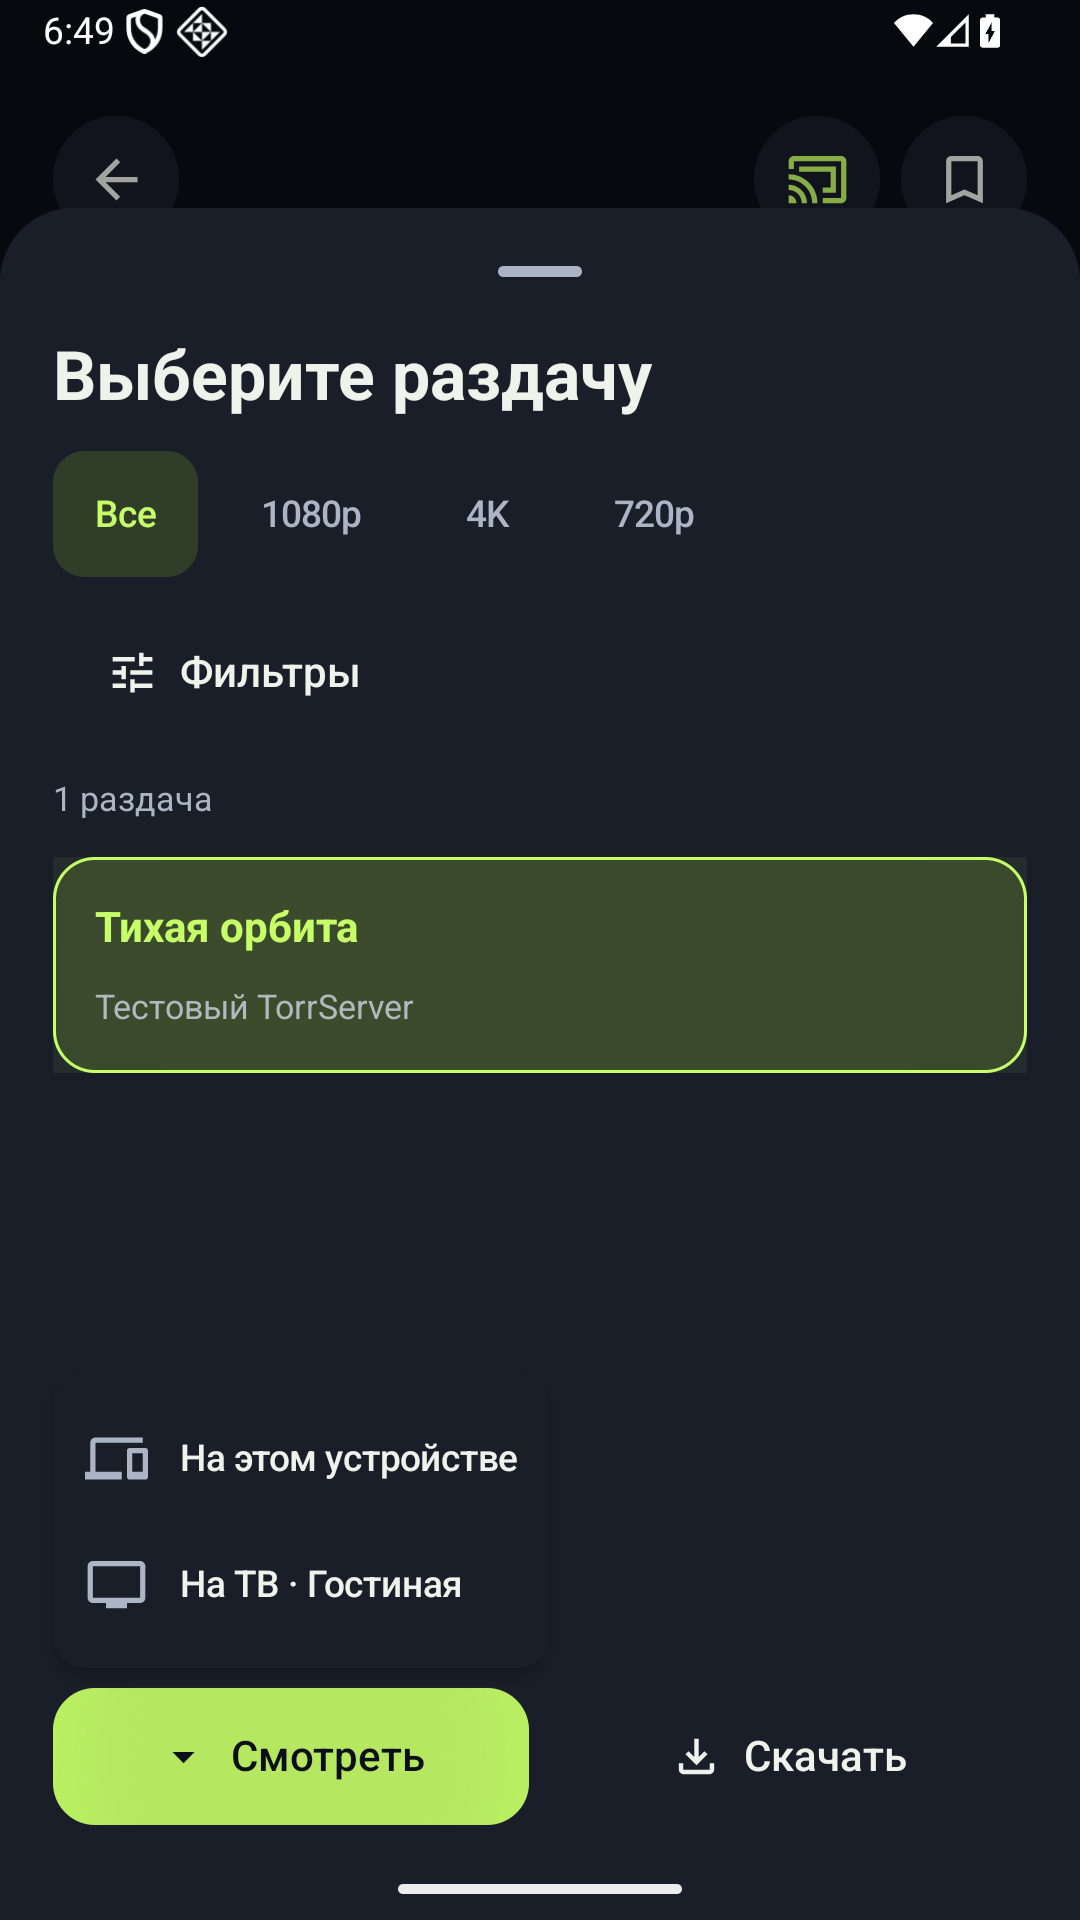 6:49
Выберите раздачу
Все 1080p 4K 720p
Фильтры
1 раздача
Тихая орбита
Тестовый TorrServer
На этом устройстве
На ТВ · Гостиная
Смотреть Скачать